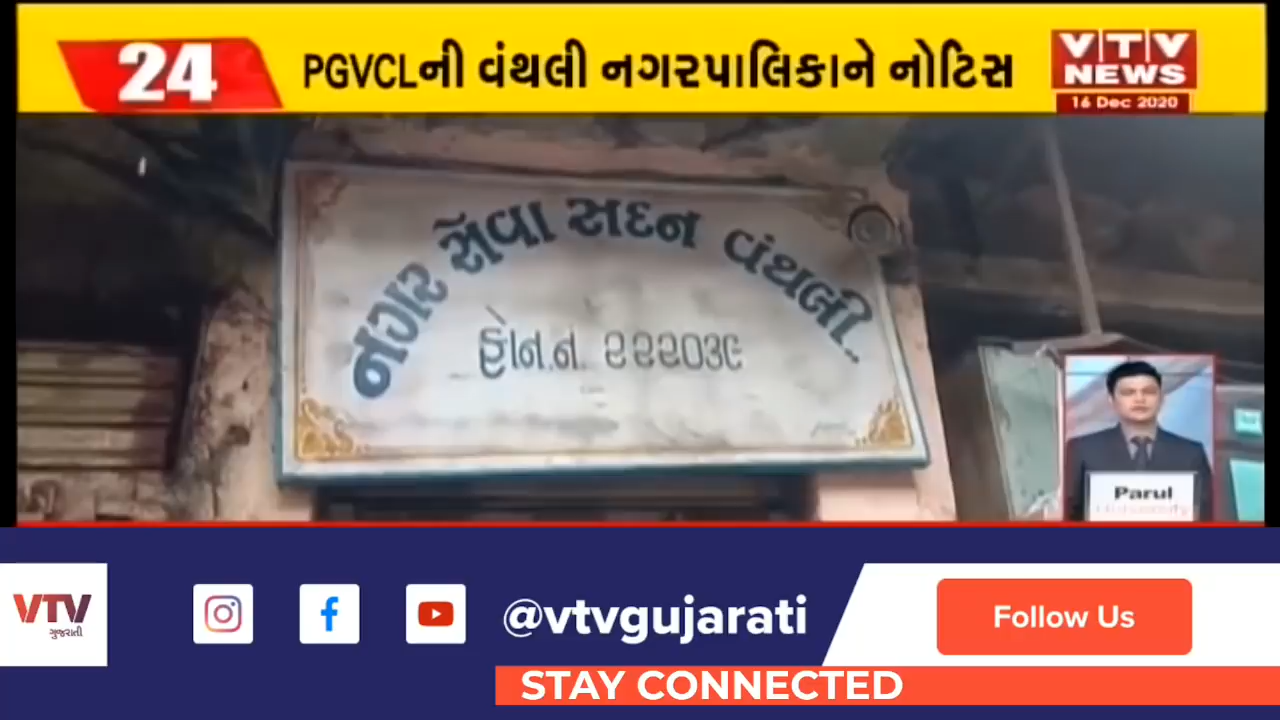 24
PGVCLની વંથલી નગરપાલિકાને નોટિસ
VTV
NEWS
16 Dec 2020
નગર સેવા સદન વંથલી.
ફોન.નં. ૨૨૨૦૩૯
Parul
VTV
ગુજરાતી
@vtvgujarati
Follow Us
STAY CONNECTED